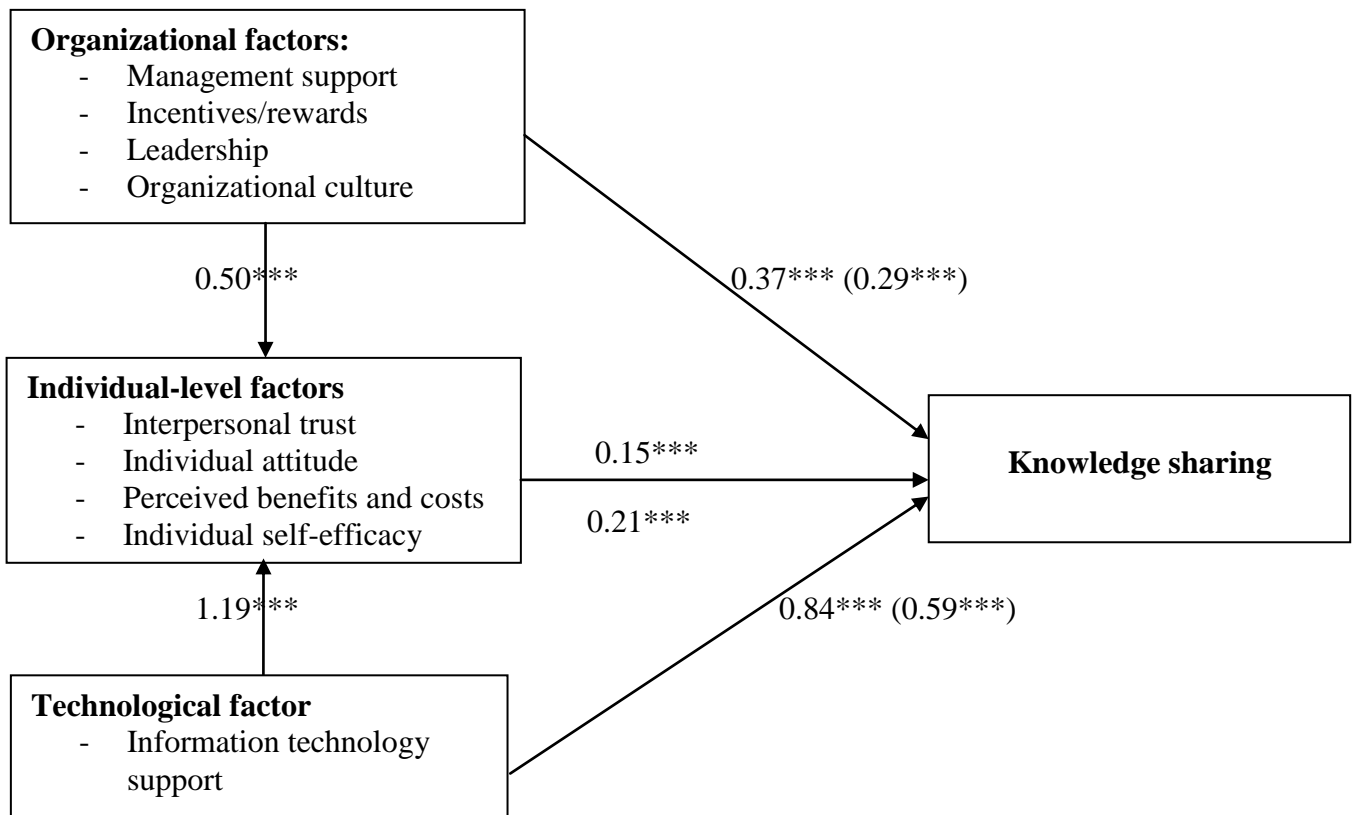 Organizational factors:
- Management support
- Incentives/rewards
- Leadership
- Organizational culture
0.50***
0.37*** (0.29***)
Individual-level factors
- Interpersonal trust
- Individual attitude
- Perceived benefits and costs
- Individual self-efficacy
0.15***
0.21***
Knowledge sharing
1.19***
0.84*** (0.59***)
Technological factor
- Information technology
support